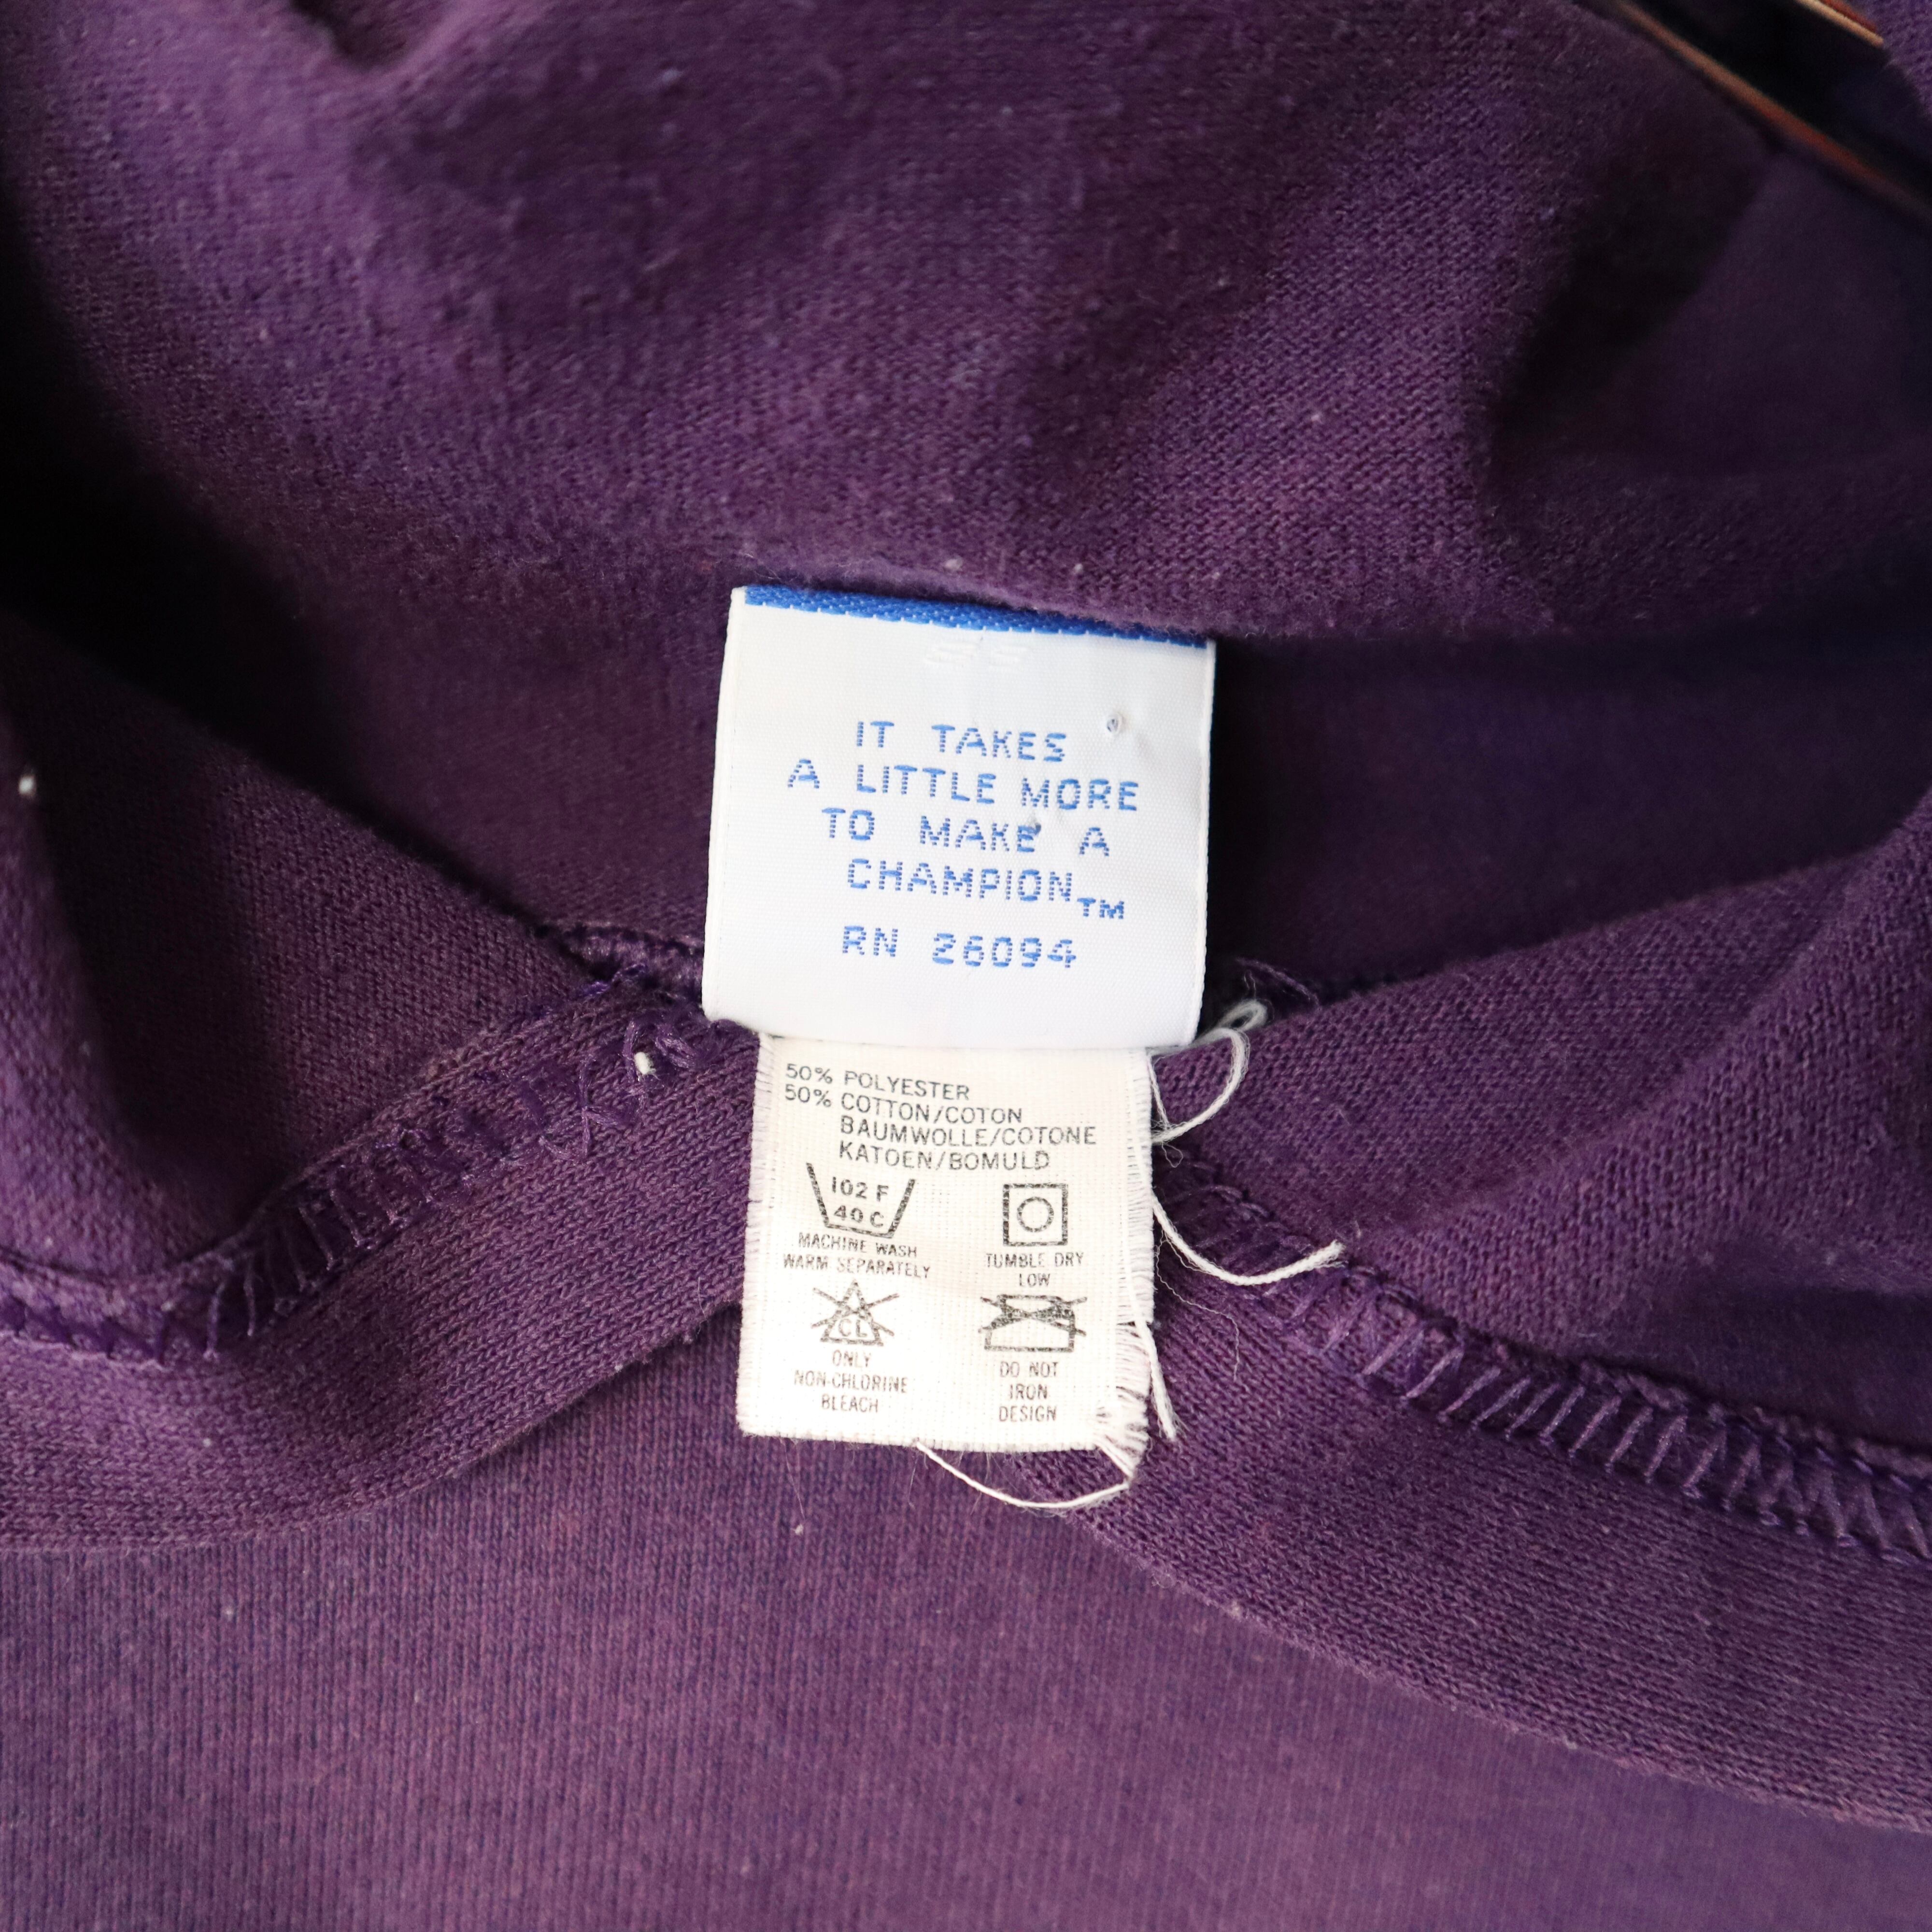 IT TAKES
A LITTLE MORE
TO MAKE A
CHAMPION™
RN 26094
50% POLYESTER
50% COTTON/COTON
BAUMWOLLE/COTONE
KATOEN/BOMULD
102 F
40 C
MACHINE WASH
WARM SEPARATELY
TUMBLE DRY
LOW
CL
ONLY
NON-CHLORINE
BLEACH
DO NOT
IRON
DESIGN